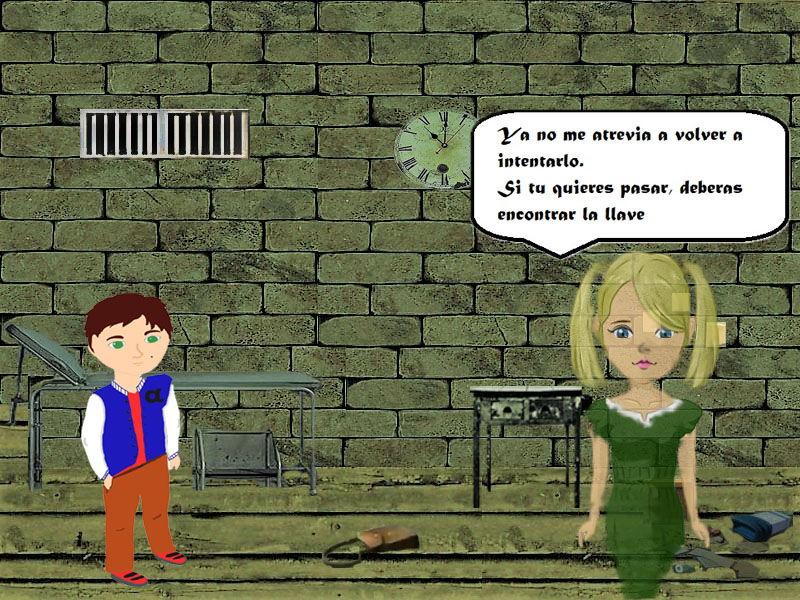 Ya no me atrevia a volver a
intentarlo.
Si tu quieres pasar, deberas
encontrar la llave
α